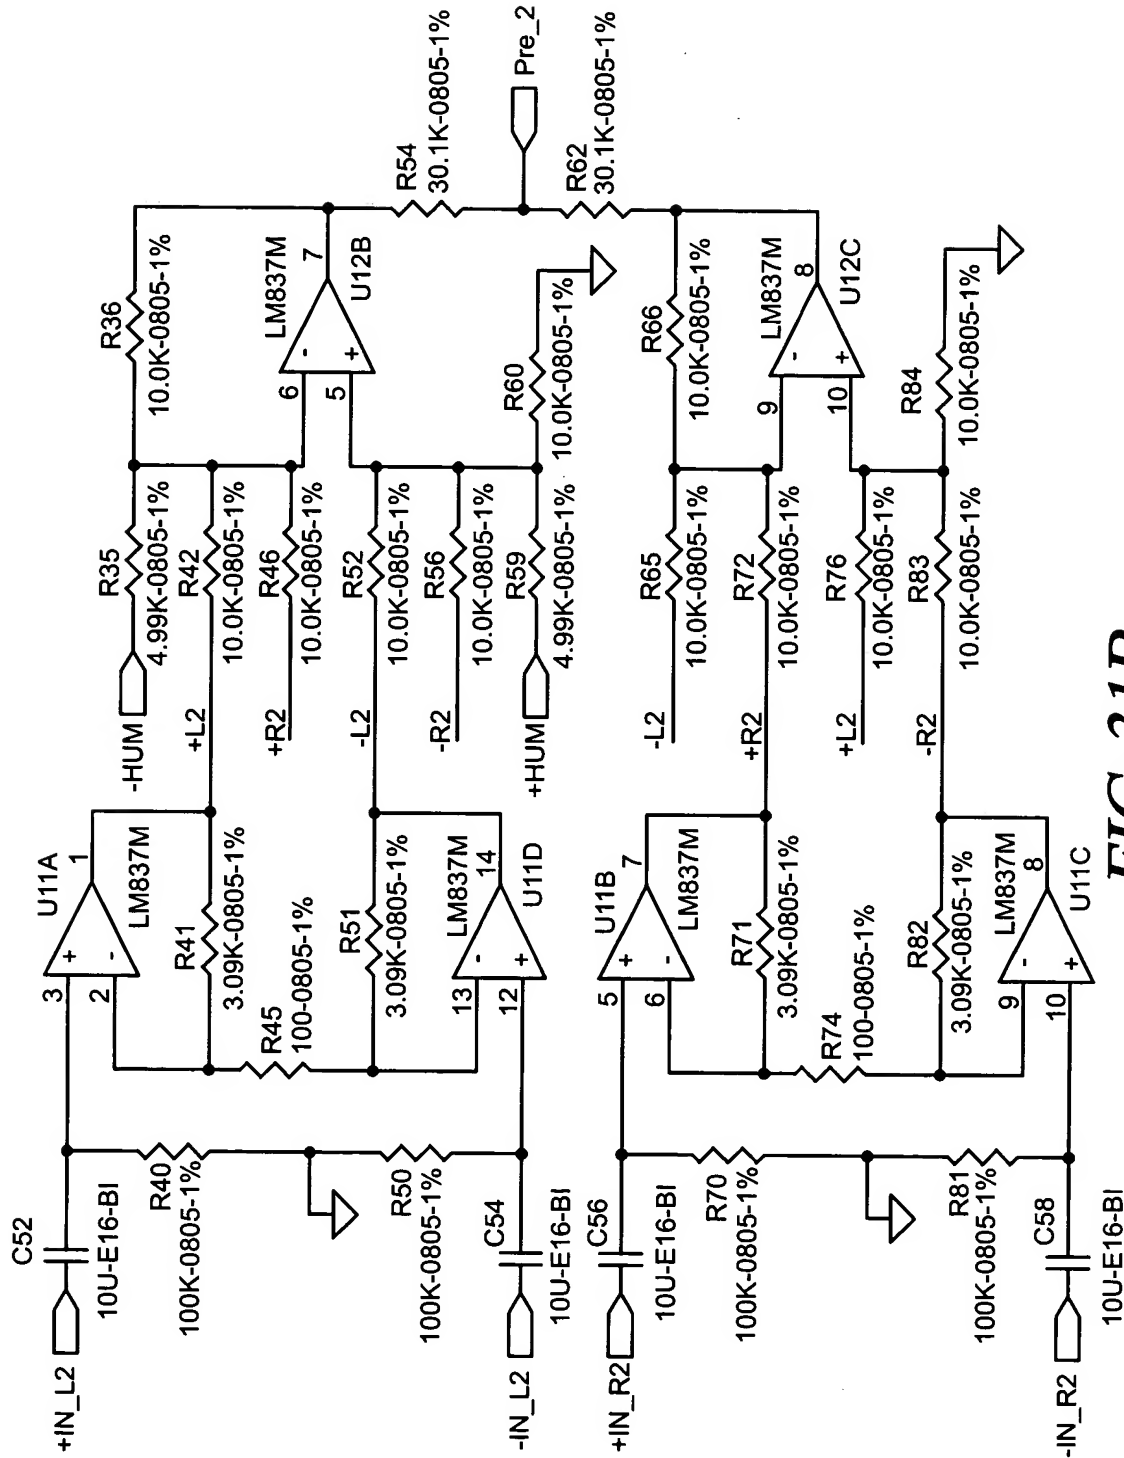 +IN_L2
C52
10U-E16-BI
R40
100K-0805-1%
R50
100K-0805-1%
C54
10U-E16-BI
-IN_L2
3
2
+
-
U11A
1
LM837M
R41
3.09K-0805-1%
R45
100-0805-1%
R51
3.09K-0805-1%
13
12
-
+
LM837M
14
U11D
-HUM
+L2
+R2
-L2
-R2
+HUM
R35
4.99K-0805-1%
R42
10.0K-0805-1%
R46
10.0K-0805-1%
R52
10.0K-0805-1%
R56
10.0K-0805-1%
R59
4.99K-0805-1%
R36
10.0K-0805-1%
6
5
-
+
LM837M
7
U12B
R60
10.0K-0805-1%
R54
30.1K-0805-1%
Pre_2
R62
30.1K-0805-1%
+IN_R2
C56
10U-E16-BI
R70
100K-0805-1%
R81
100K-0805-1%
C58
10U-E16-BI
-IN_R2
5
6
+
-
U11B
7
LM837M
R71
3.09K-0805-1%
R74
100-0805-1%
R82
3.09K-0805-1%
9
10
-
+
LM837M
8
U11C
-L2
+R2
+L2
-R2
R65
10.0K-0805-1%
R72
10.0K-0805-1%
R76
10.0K-0805-1%
R83
10.0K-0805-1%
R66
10.0K-0805-1%
9
10
-
+
LM837M
8
U12C
R84
10.0K-0805-1%